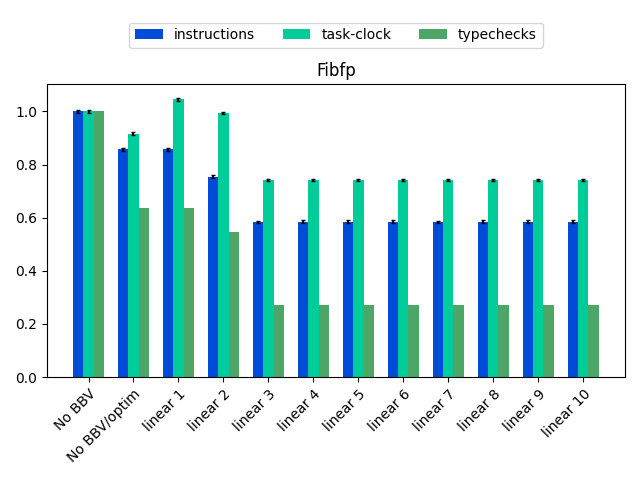 instructions task-clock typechecks
Fibfp
1.0
0.8
0.6
0.4
0.2
0.0
No BBV
No BBV/optim
linear 1
linear 2
linear 3
linear 4
linear 5
linear 6
linear 7
linear 8
linear 9
linear 10